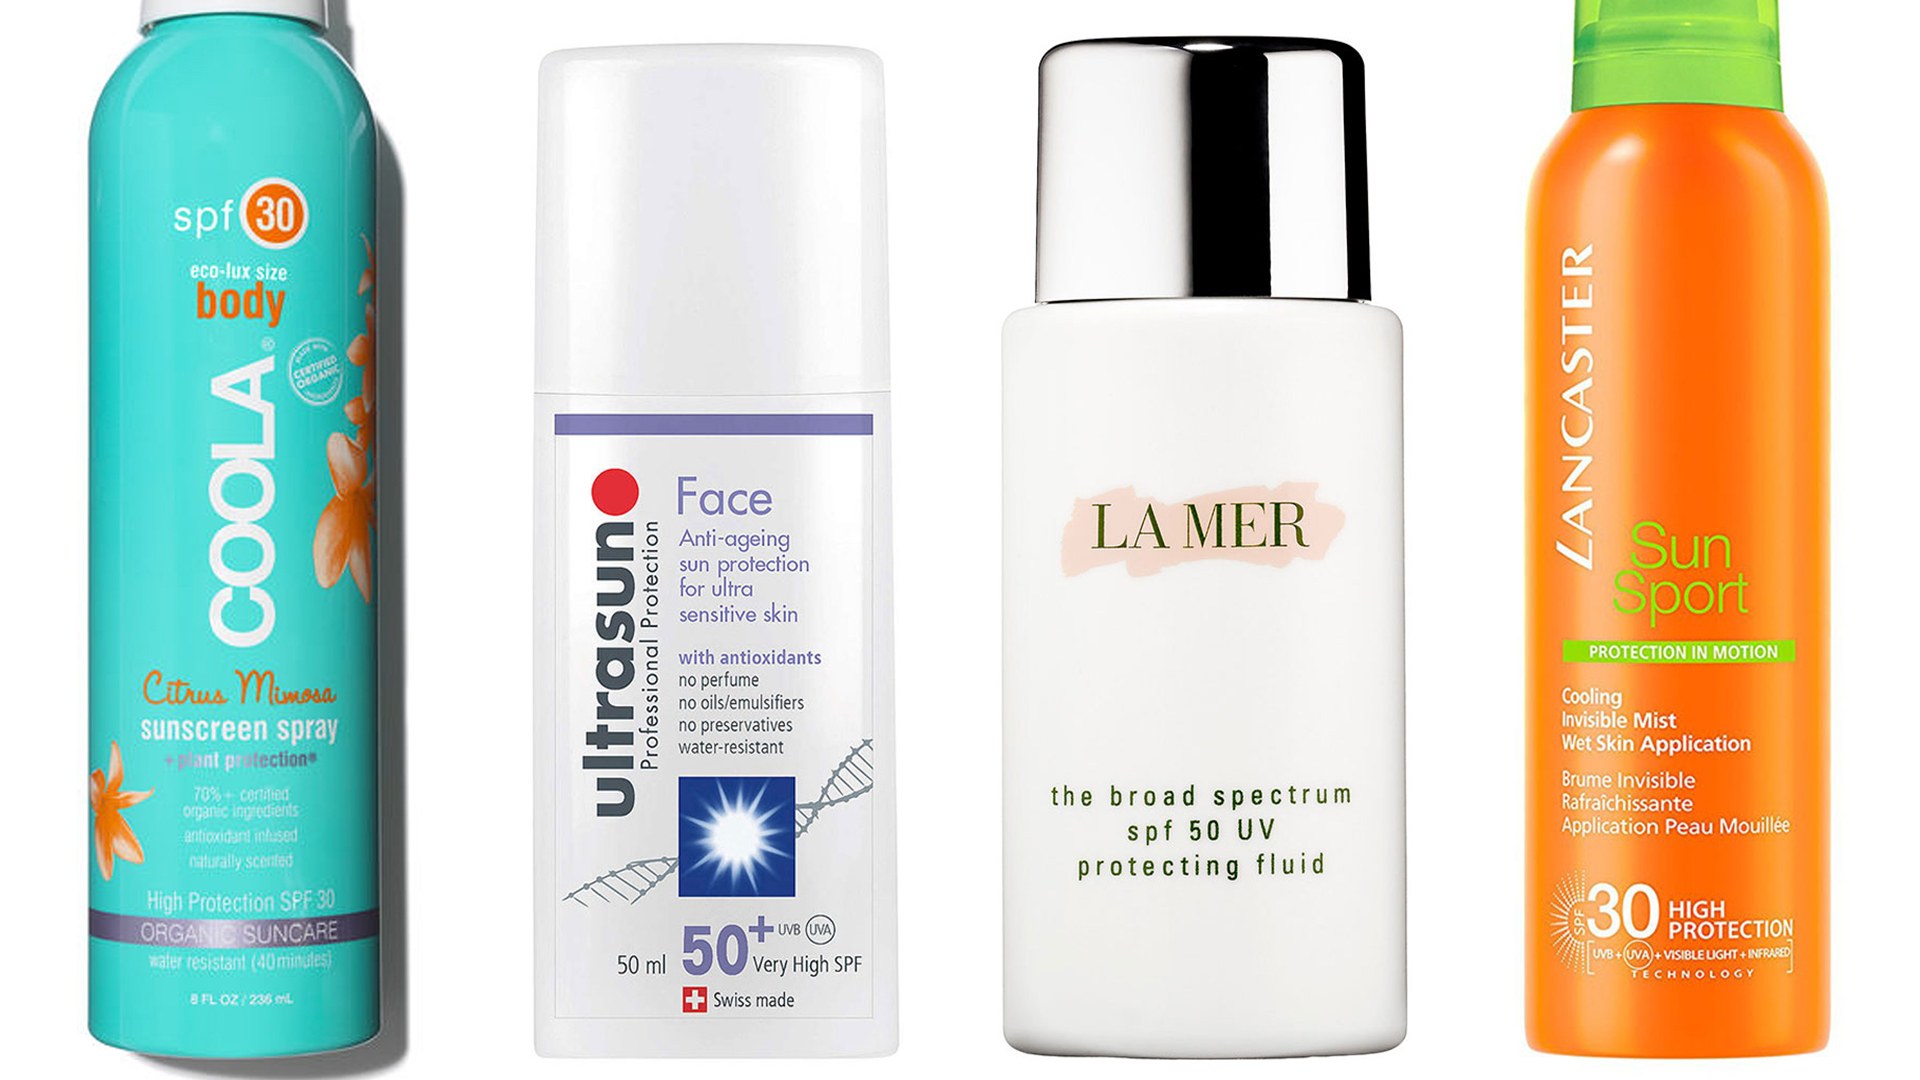 spf 30
eco-lux size
body
COOLA®
MADE WITH
CERTIFIED
ORGANIC
INGREDIENTS
Citrus Mimosa
sunscreen spray
+ plant protection®
70%+ certified
organic ingredients
antioxidant infused
naturally scented
High Protection SPF 30
ORGANIC SUNCARE
water resistant (40 minutes)
8 FL OZ / 236 mL
ultrasun
Professional Protection
Face
Anti-ageing
sun protection
for ultra
sensitive skin
with antioxidants
no perfume
no oils/emulsifiers
no preservatives
water-resistant
50+ UVB UVA
50 ml Very High SPF
Swiss made
LA MER
the broad spectrum
spf 50 UV
protecting fluid
LANCASTER
Sun
Sport
PROTECTION IN MOTION
Cooling
Invisible Mist
Wet Skin Application
Brume Invisible
Rafraîchissante
Application Peau Mouillée
SPF 30 HIGH
PROTECTION
UVB + UVA + VISIBLE LIGHT + INFRARED
TECHNOLOGY